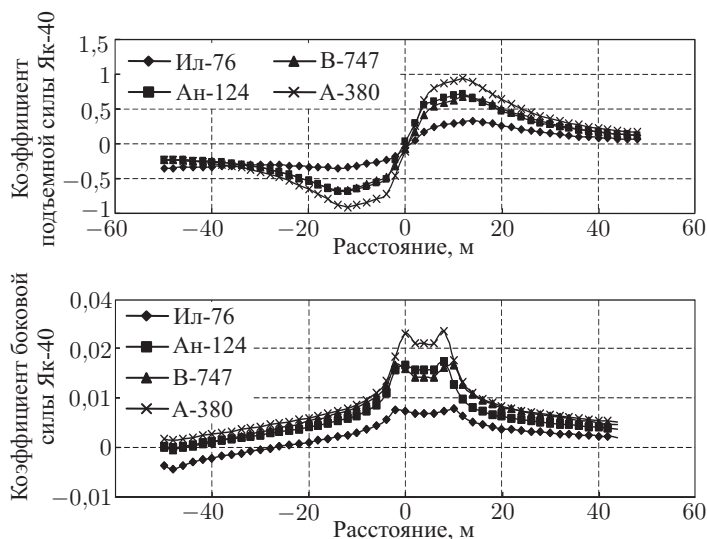 Коэффициент
подъемной силы Як-40
1,5
1
0,5
0
−0,5
−1
Ил-76
В-747
Ан-124
А-380
−60
−40
−20
0
20
40
60
Расстояние, м
Коэффициент боковой
силы Як-40
0,04
0,02
0,01
0
−0,01
Ил-76
Ан-124
В-747
А-380
−40
−20
0
20
40
60
Расстояние, м